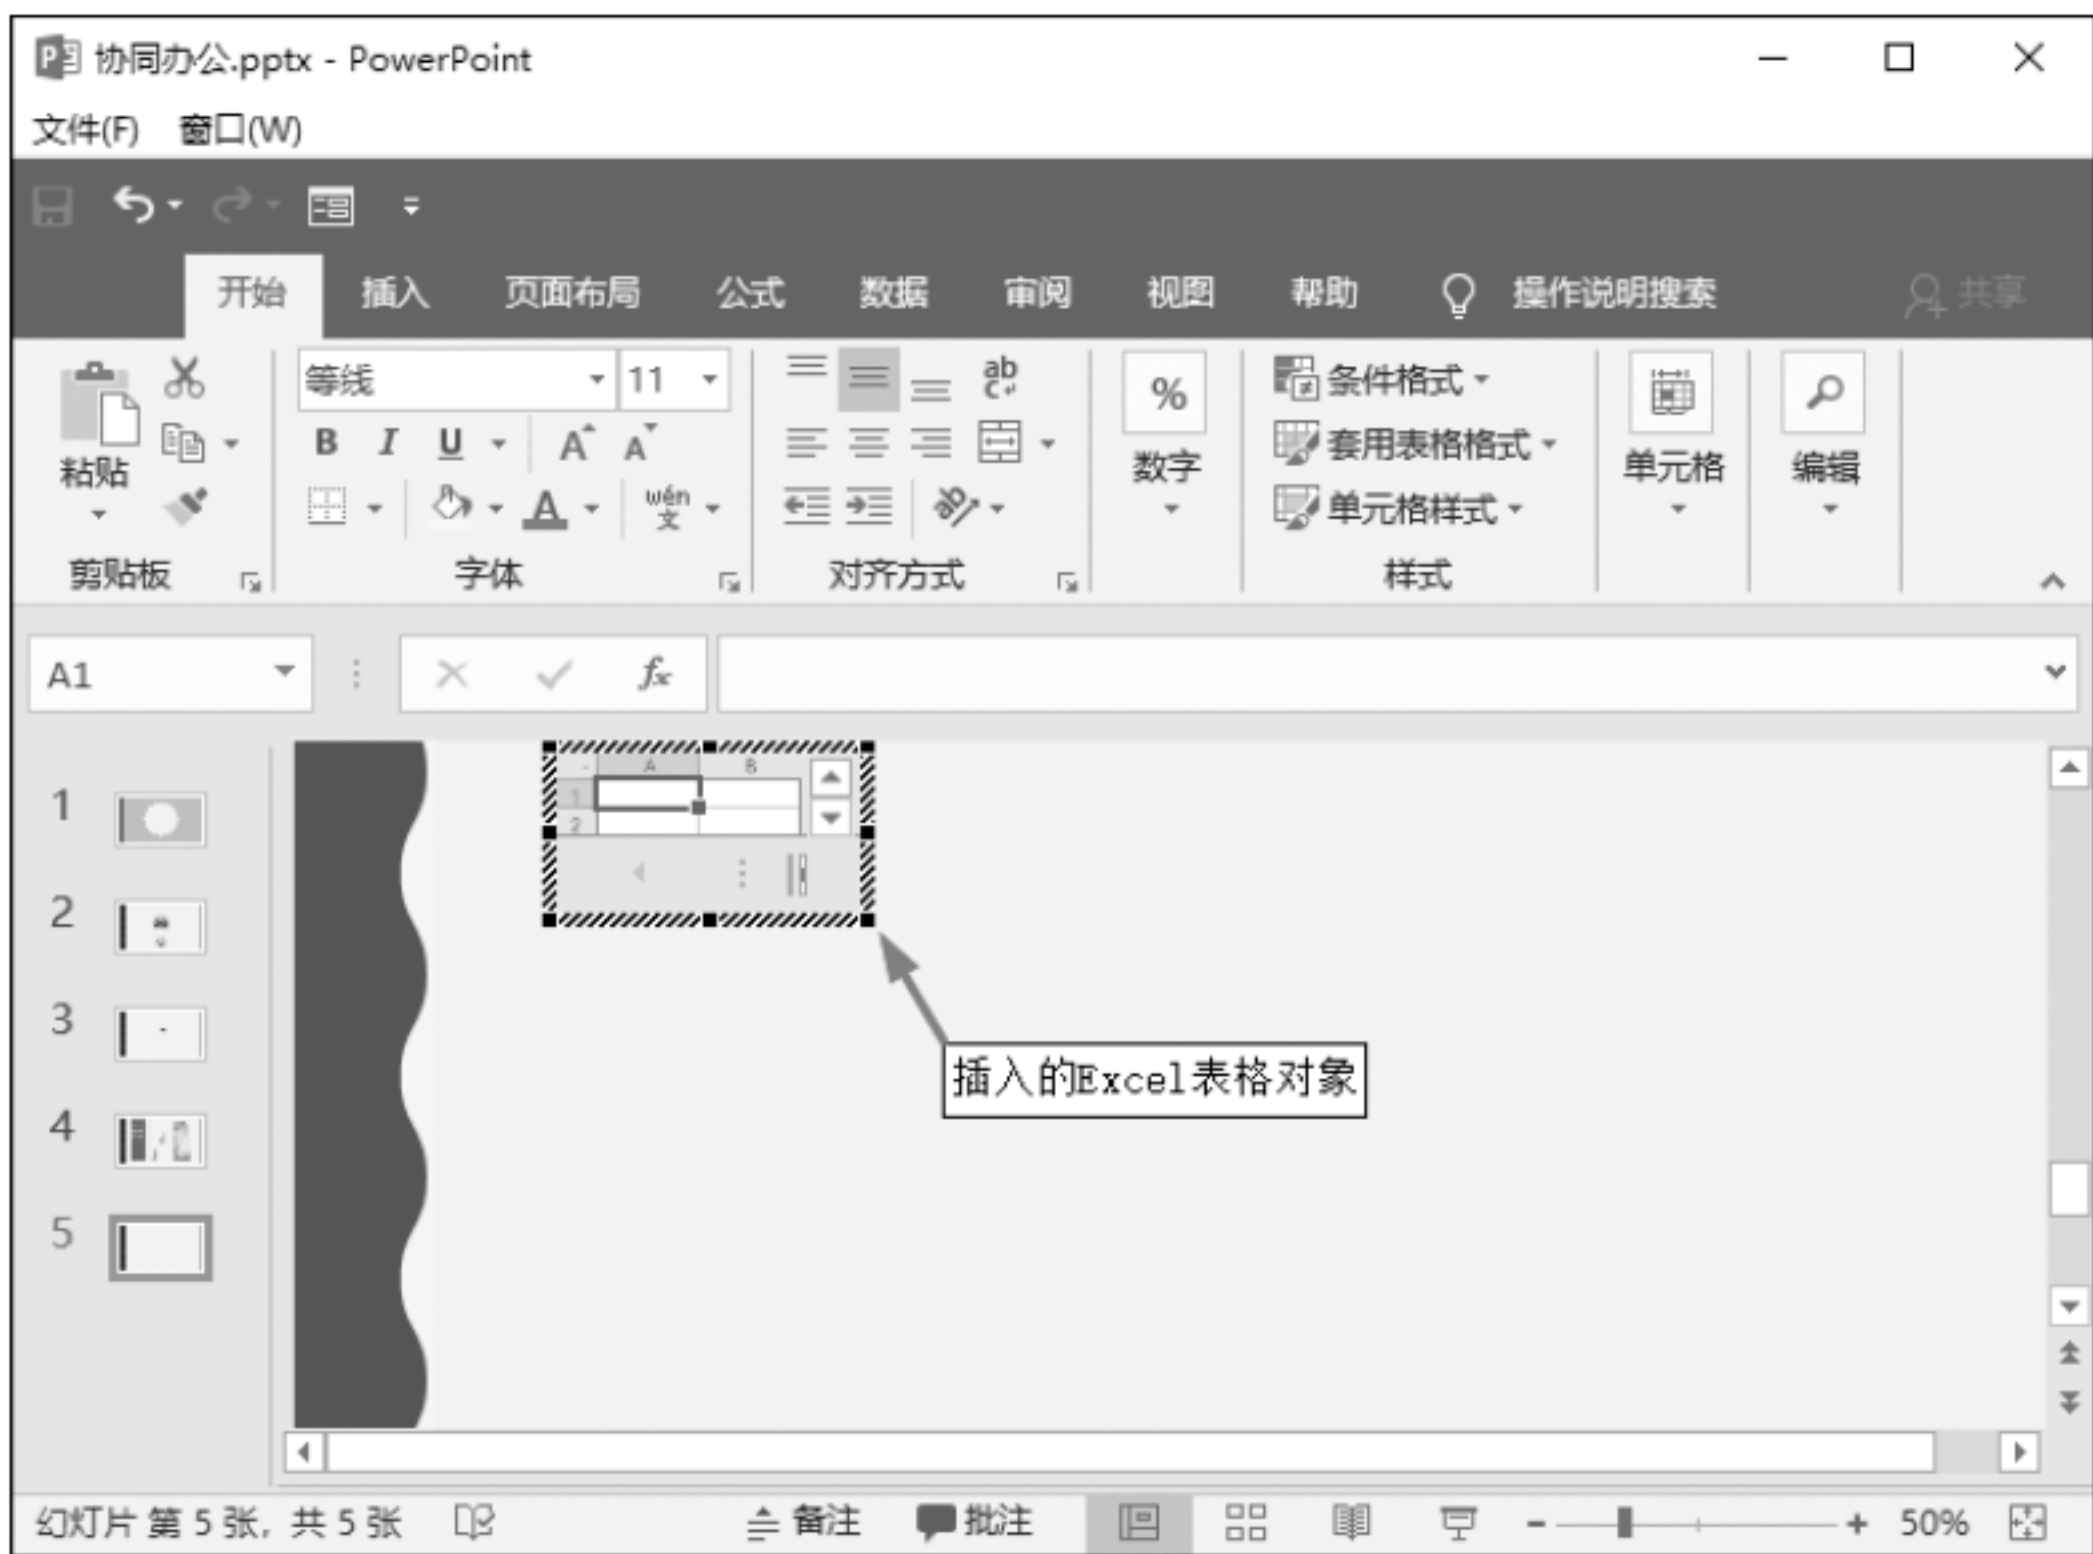 协同办公.pptx - PowerPoint
文件(F) 窗口(W)
开始 插入 页面布局 公式 数据 审阅 视图 帮助 操作说明搜索 共享
等线 11 ab c % 条件格式
粘贴 B I U A A 数字 套用表格格式 单元格 编辑
A wén 文 ab 单元格样式
剪贴板 字体 对齐方式 样式
A1 fx
A B
1
2
1
2
3
4
5
插入的Excel表格对象
幻灯片 第 5 张，共 5 张 备注 批注 - + 50%